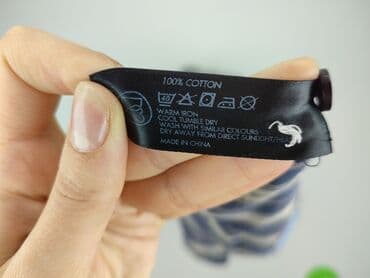 100% COTTON
40
WARM IRON
COOL TUMBLE DRY
WASH WITH SIMILAR COLOURS
DRY AWAY FROM DIRECT SUNLIGHT/
MADE IN CHINA